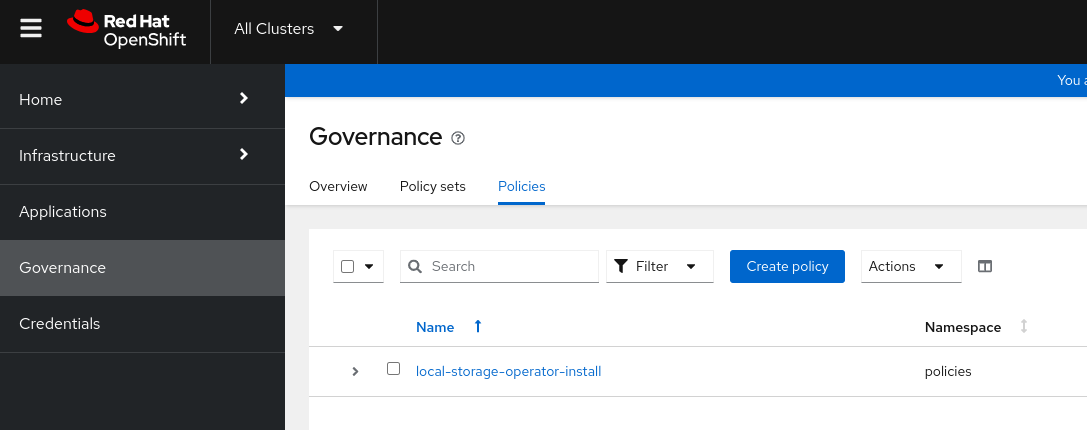 Red Hat
OpenShift
All Clusters
You a
Home
Infrastructure
Applications
Governance
Credentials
Governance
Overview Policy sets Policies
Search Filter Create policy Actions
Name Namespace
local-storage-operator-install policies